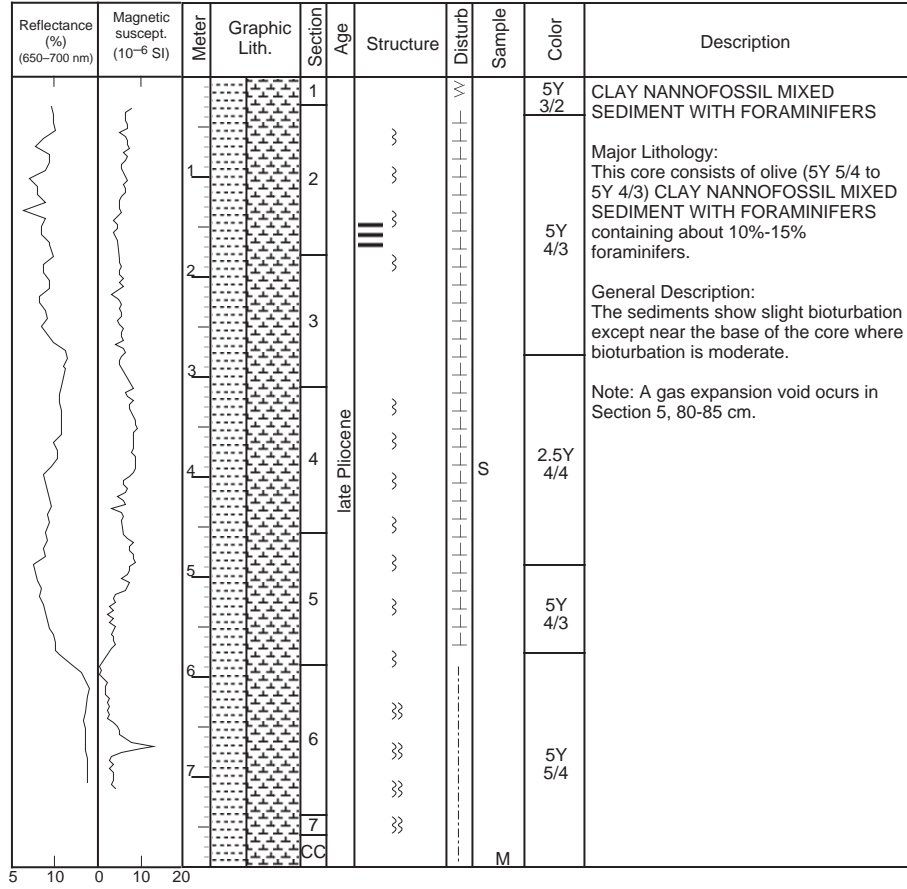 Reflectance
(%)
(650–700 nm)
Magnetic
suscept.
(10–6 SI)
Meter
Graphic
Lith.
Section
Age
Structure
Disturb
Sample
Color
Description
1
2
3
4
5
6
7
1
2
3
4
5
6
7
CC
late Pliocene
S
M
5Y
3/2
5Y
4/3
2.5Y
4/4
5Y
4/3
5Y
5/4
CLAY NANNOFOSSIL MIXED
SEDIMENT WITH FORAMINIFERS
Major Lithology:
This core consists of olive (5Y 5/4 to
5Y 4/3) CLAY NANNOFOSSIL MIXED
SEDIMENT WITH FORAMINIFERS
containing about 10%-15%
foraminifers.
General Description:
The sediments show slight bioturbation
except near the base of the core where
bioturbation is moderate.
Note: A gas expansion void ocurs in
Section 5, 80-85 cm.
5 10 0 10 20